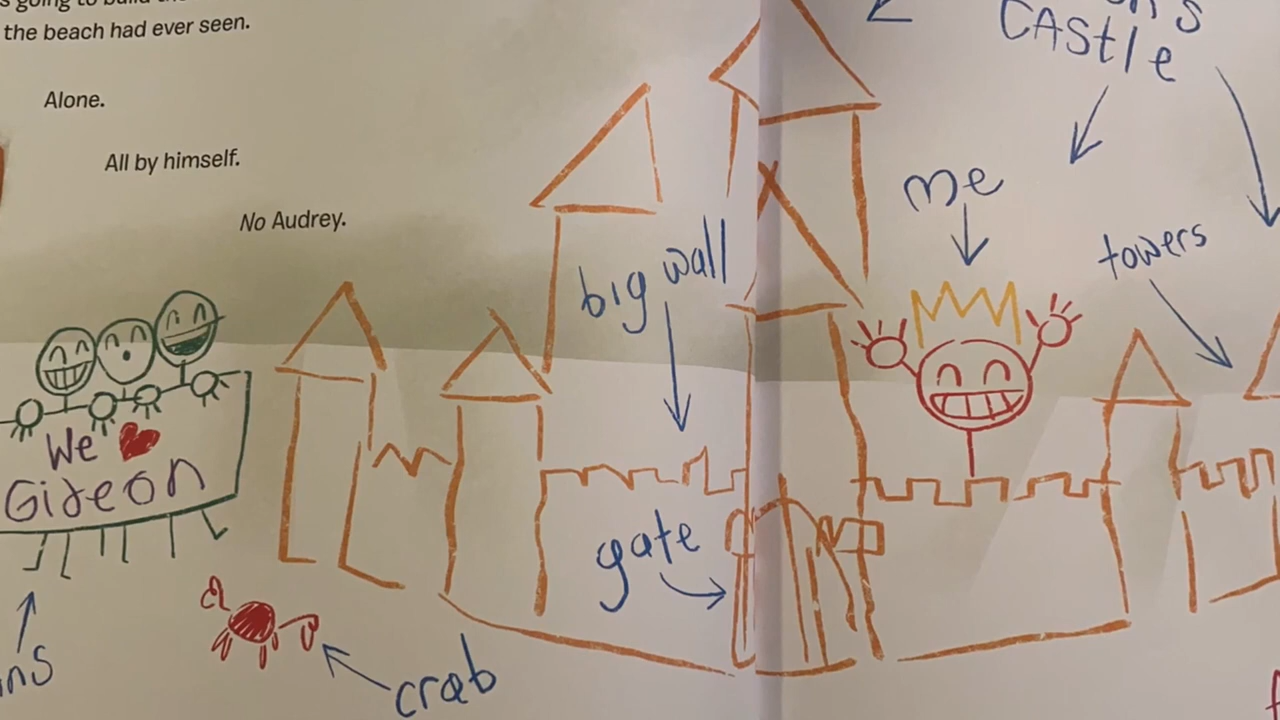 the beach had ever seen.
Alone.
All by himself.
No Audrey.
CAStle
me
towers
big wall
gate
We
Gideon
crab